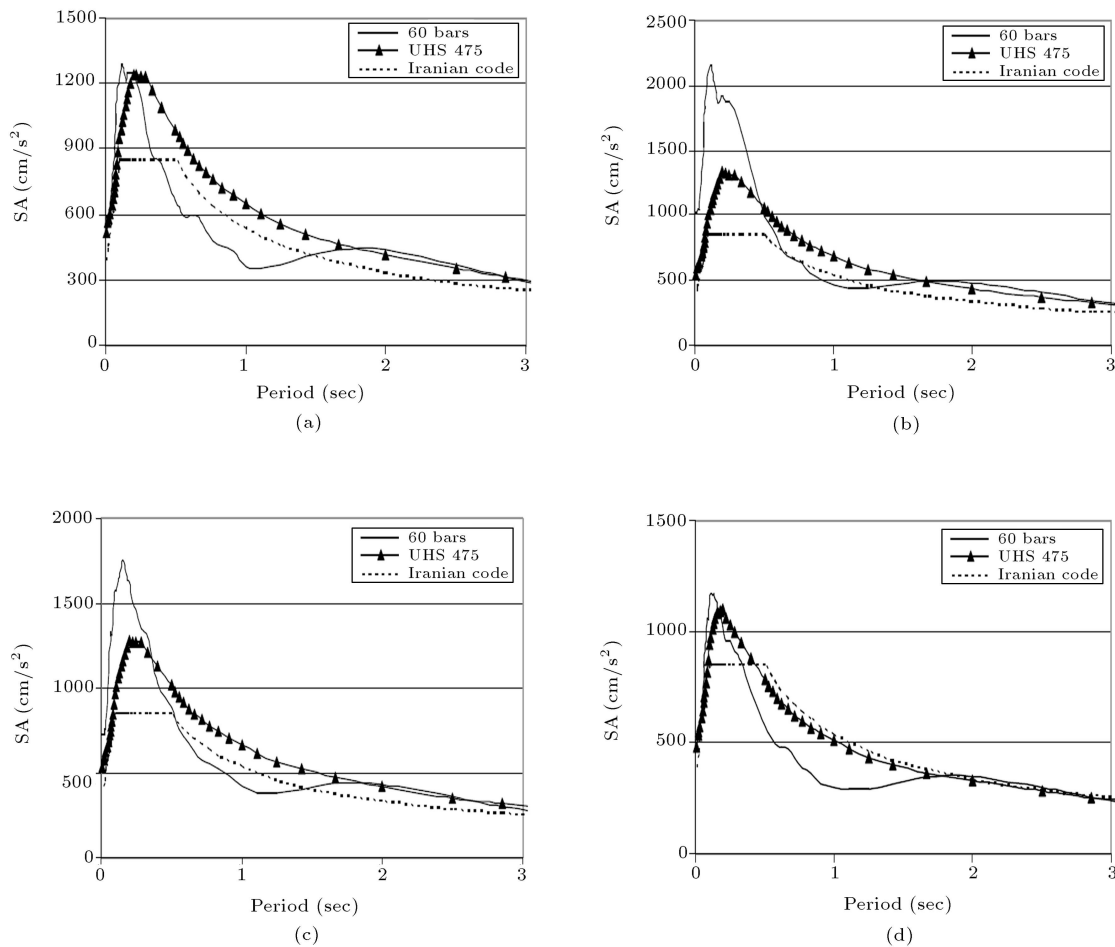 1500
1200
900
600
300
0
SA (cm/s²)
60 bars
UHS 475
Iranian code
0 1 2 3
Period (sec)
(a)
2500
2000
1500
1000
500
0
SA (cm/s²)
60 bars
UHS 475
Iranian code
0 1 2 3
Period (sec)
(b)
2000
1500
1000
500
0
SA (cm/s²)
60 bars
UHS 475
Iranian code
0 1 2 3
Period (sec)
(c)
1500
1000
500
0
SA (cm/s²)
60 bars
UHS 475
Iranian code
0 1 2 3
Period (sec)
(d)